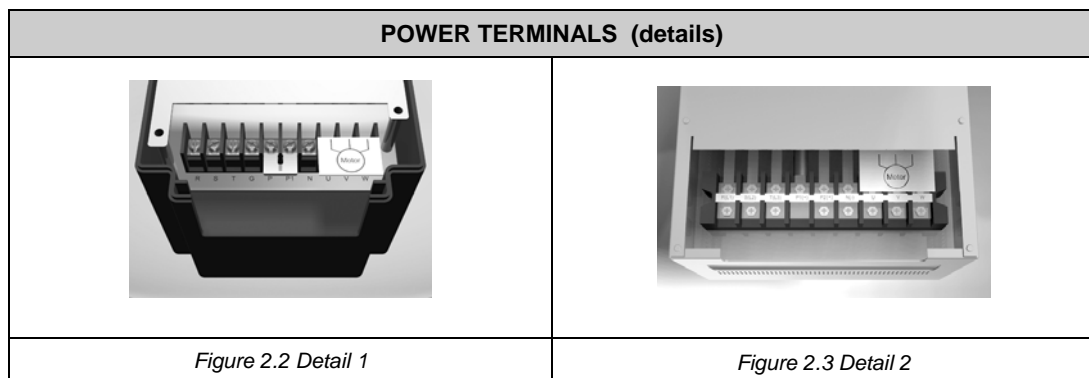 POWER TERMINALS (details)
Motor
R S T G P P1 N U V W
Motor
Figure 2.2 Detail 1
Figure 2.3 Detail 2